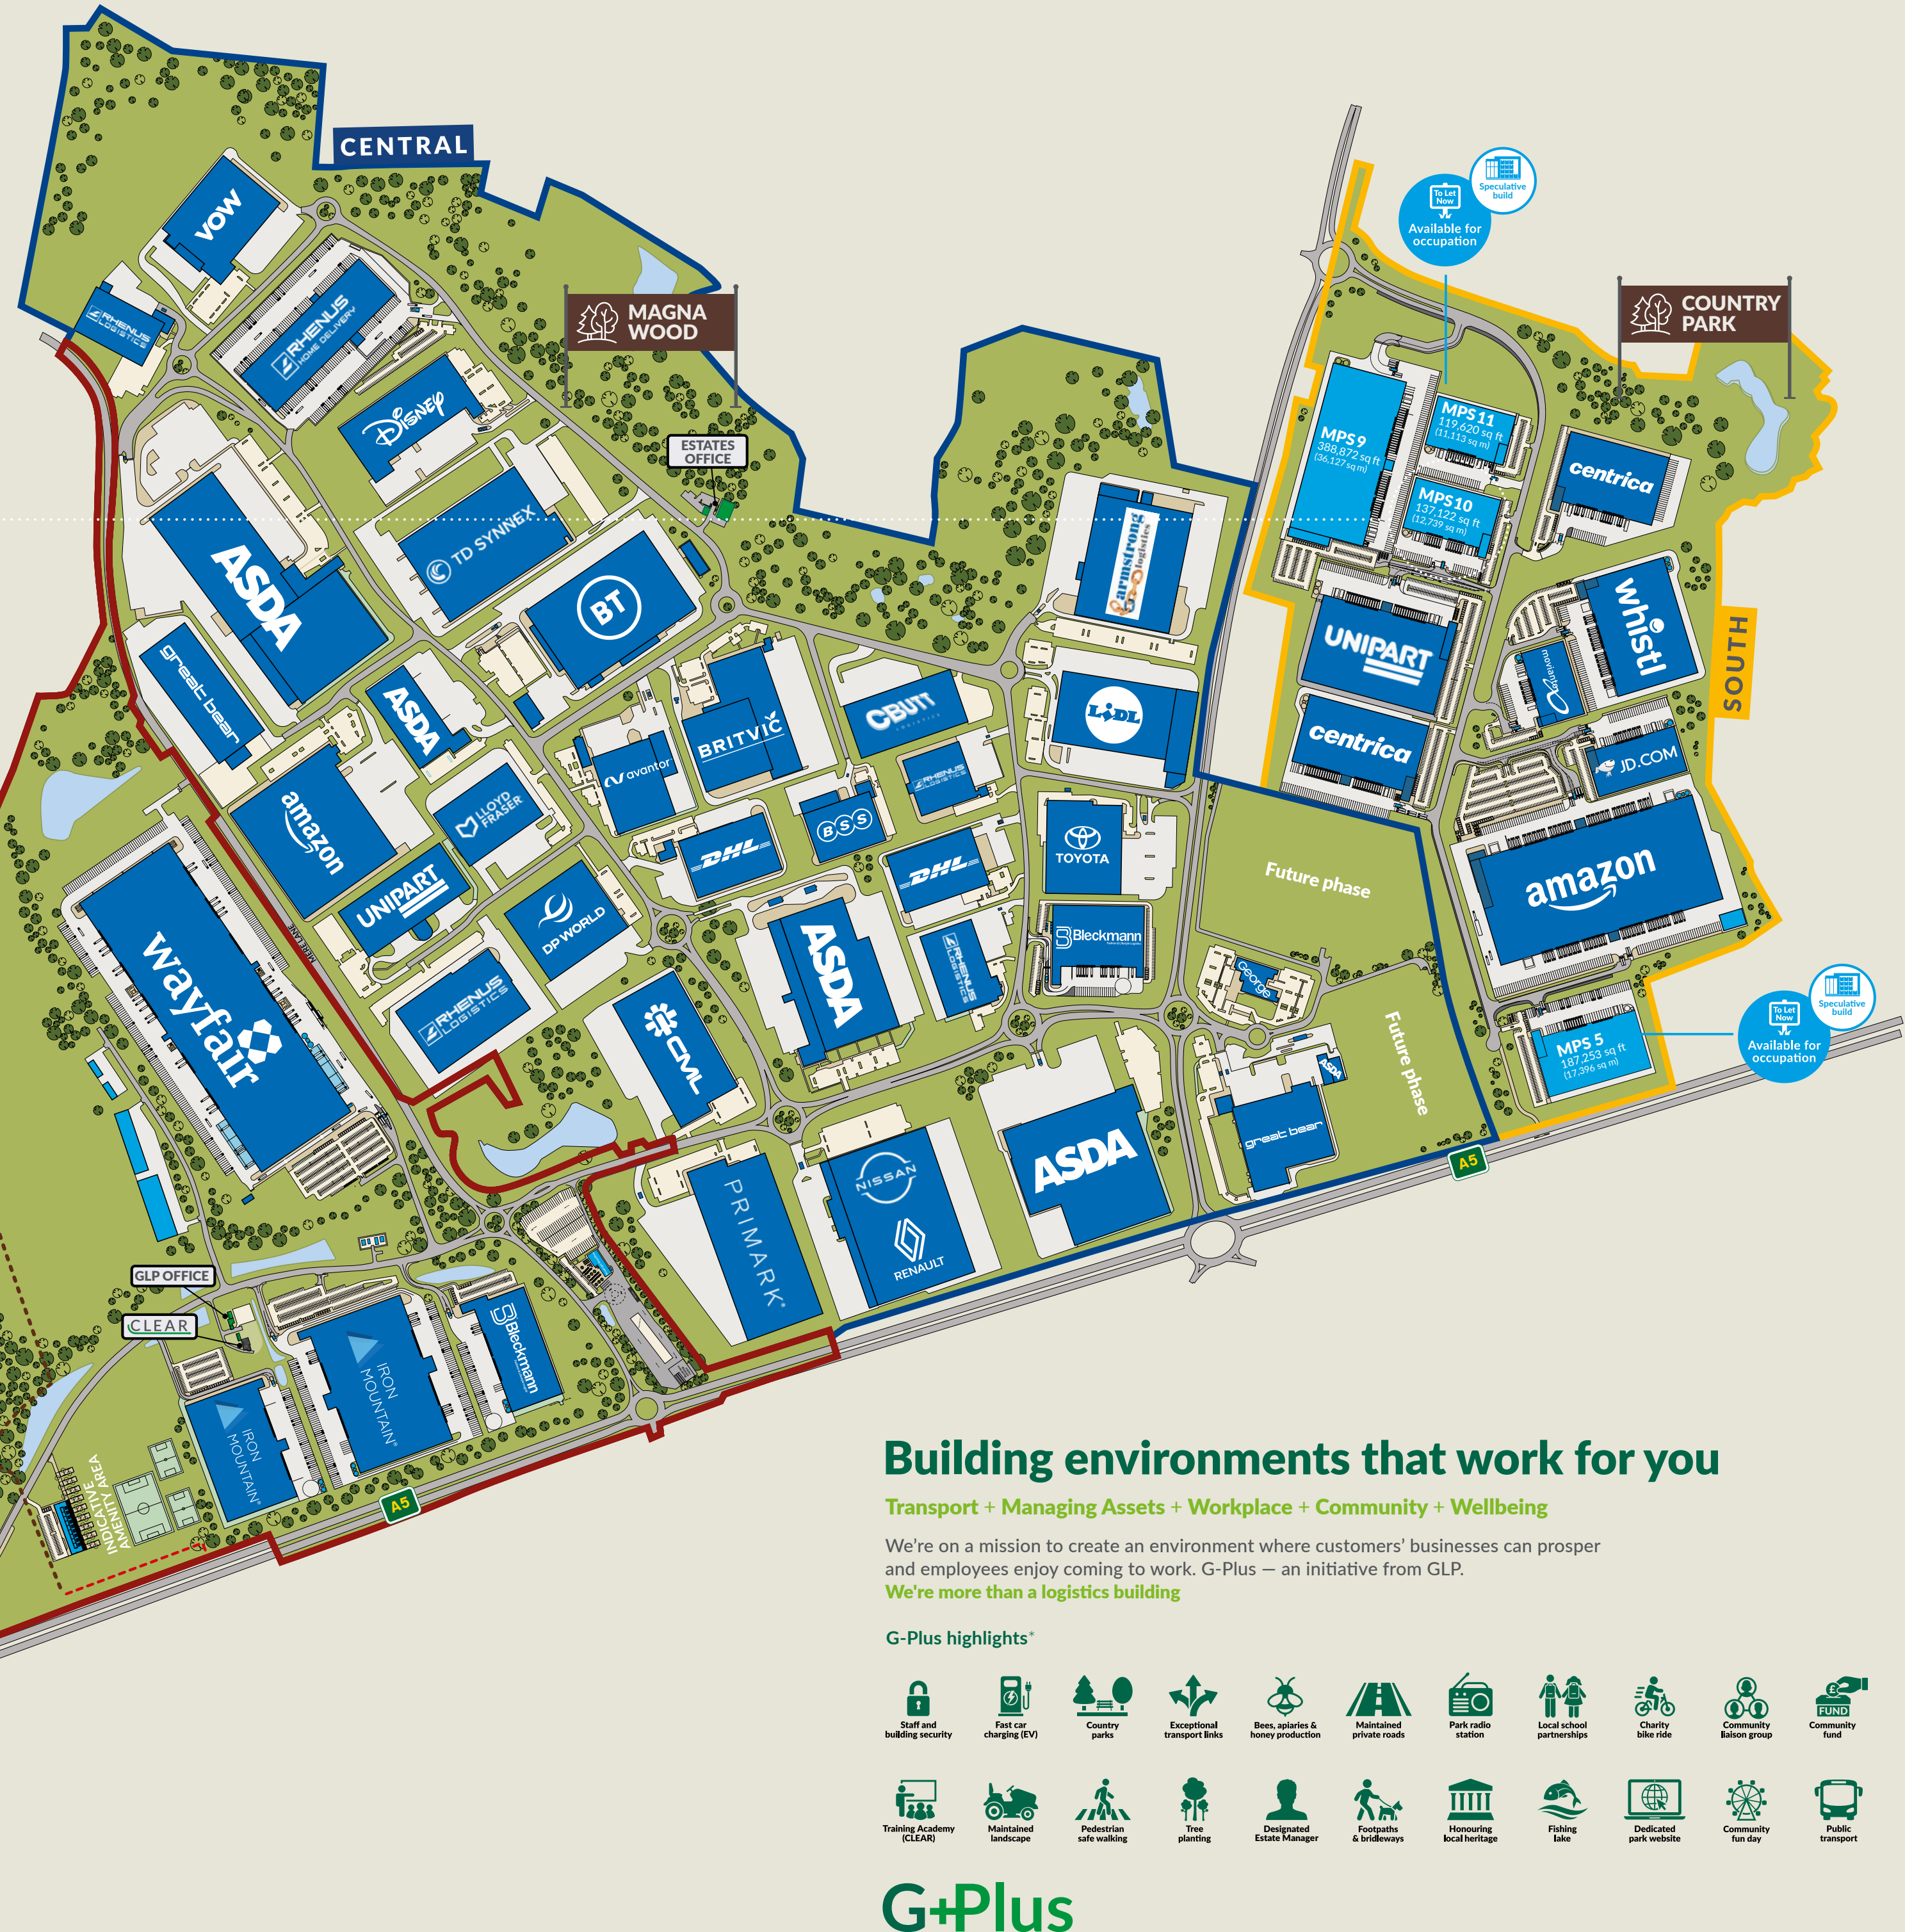 CENTRAL
VOW
RHENUS
LOGISTICS
RHENUS
HOME DELIVERY
DISNEY
MAGNA
WOOD
ESTATES
OFFICE
TD SYNNEX
BT
ASDA
great bear
ASDA
amazon
LLOYD
FRASER
UNIPART
DP WORLD
RHENUS
LOGISTICS
avantor
BRITVIC
CBUTT
LOGISTICS
RHENUS
LOGISTICS
BSS
DHL
DHL
ASDA
RHENUS
LOGISTICS
CML
armstrong
logistics
LIDL
TOYOTA
Bleckmann
George
ASDA
great bear
ASDA
NISSAN
RENAULT
PRIMARK
Future phase
Future phase
To Let
Now
Available for
occupation
Speculative
build
COUNTRY
PARK
MPS 9
388,872 sq ft
(36,127 sq m)
MPS 11
119,620 sq ft
(11,113 sq m)
MPS 10
137,122 sq ft
(12,739 sq m)
centrica
UNIPART
centrica
whistl
movianto
JD.COM
amazon
SOUTH
MPS 5
187,253 sq ft
(17,396 sq m)
To Let
Now
Available for
occupation
Speculative
build
A5
wayfair
MERE LANE
GLP OFFICE
CLEAR
IRON
MOUNTAIN®
IRON
MOUNTAIN®
Bleckmann
INDICATIVE
AMENITY AREA
A5
Building environments that work for you
Transport + Managing Assets + Workplace + Community + Wellbeing
We're on a mission to create an environment where customers' businesses can prosper
and employees enjoy coming to work. G-Plus — an initiative from GLP.
We're more than a logistics building
G-Plus highlights*
Staff and
building security
Fast car
charging (EV)
Country
parks
Exceptional
transport links
Bees, apiaries &
honey production
Maintained
private roads
Park radio
station
Local school
partnerships
Charity
bike ride
Community
liaison group
£
FUND
Community
fund
Training Academy
(CLEAR)
Maintained
landscape
Pedestrian
safe walking
Tree
planting
Designated
Estate Manager
Footpaths
& bridleways
Honouring
local heritage
Fishing
lake
Dedicated
park website
Community
fun day
Public
transport
G+Plus